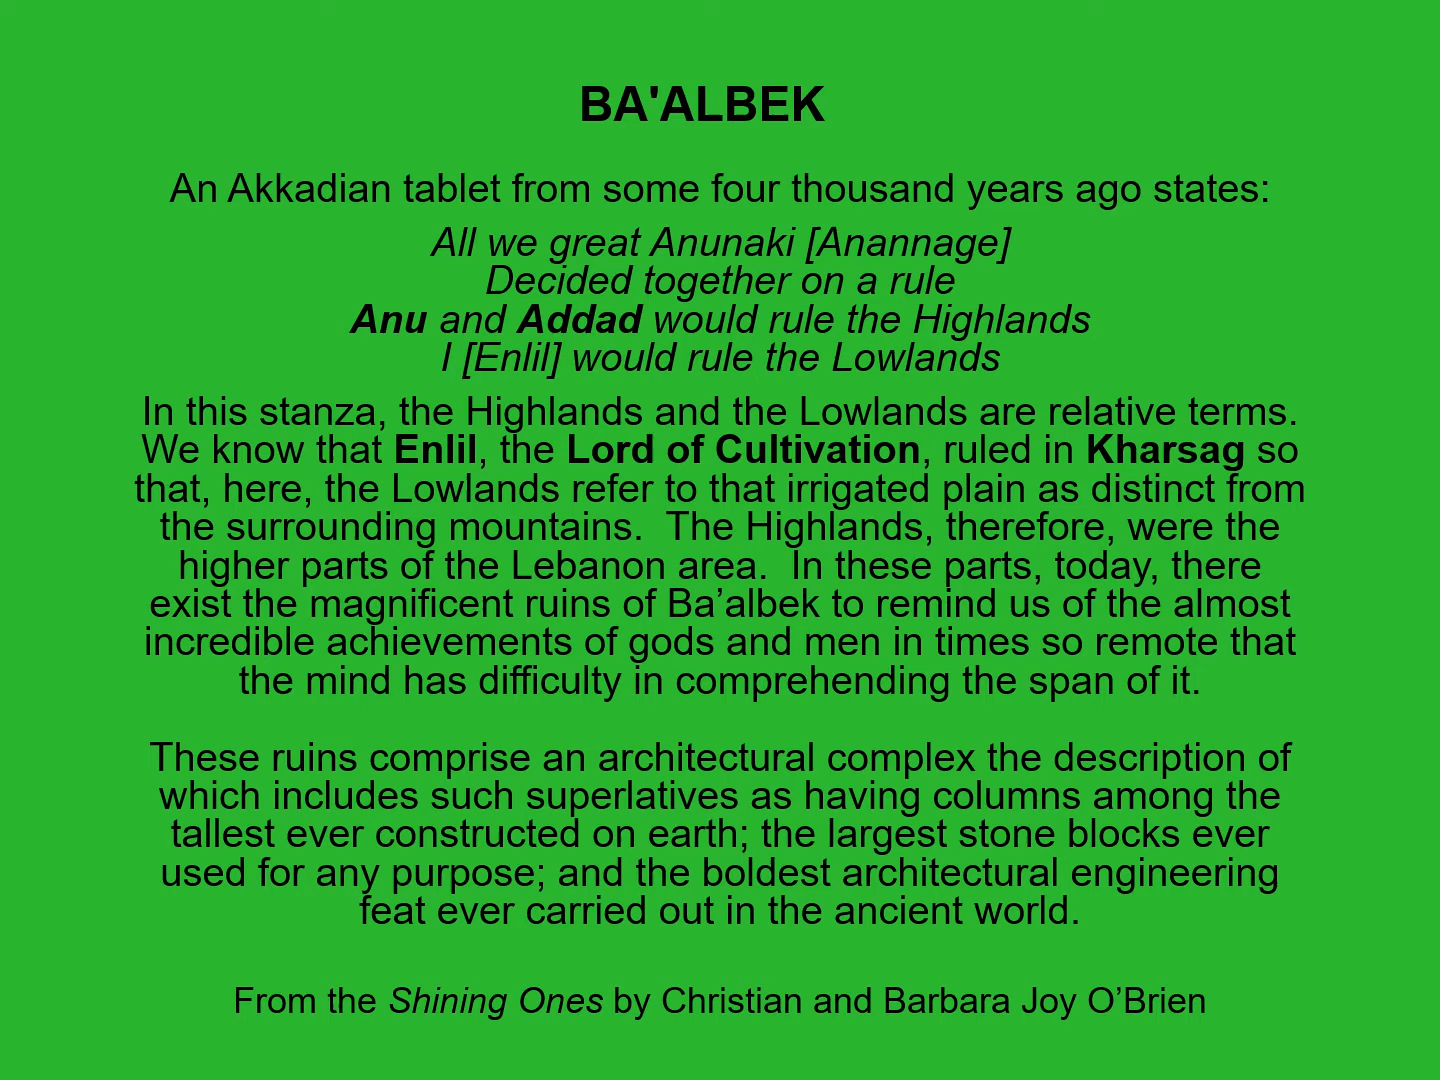 BA'ALBEK
An Akkadian tablet from some four thousand years ago states:
All we great Anunaki [Anannage]
Decided together on a rule
Anu and Addad would rule the Highlands
I [Enlil] would rule the Lowlands
In this stanza, the Highlands and the Lowlands are relative terms.
We know that Enlil, the Lord of Cultivation, ruled in Kharsag so
that, here, the Lowlands refer to that irrigated plain as distinct from
the surrounding mountains.  The Highlands, therefore, were the
higher parts of the Lebanon area.  In these parts, today, there
exist the magnificent ruins of Ba’albek to remind us of the almost
incredible achievements of gods and men in times so remote that
the mind has difficulty in comprehending the span of it.
These ruins comprise an architectural complex the description of
which includes such superlatives as having columns among the
tallest ever constructed on earth; the largest stone blocks ever
used for any purpose; and the boldest architectural engineering
feat ever carried out in the ancient world.
From the Shining Ones by Christian and Barbara Joy O’Brien